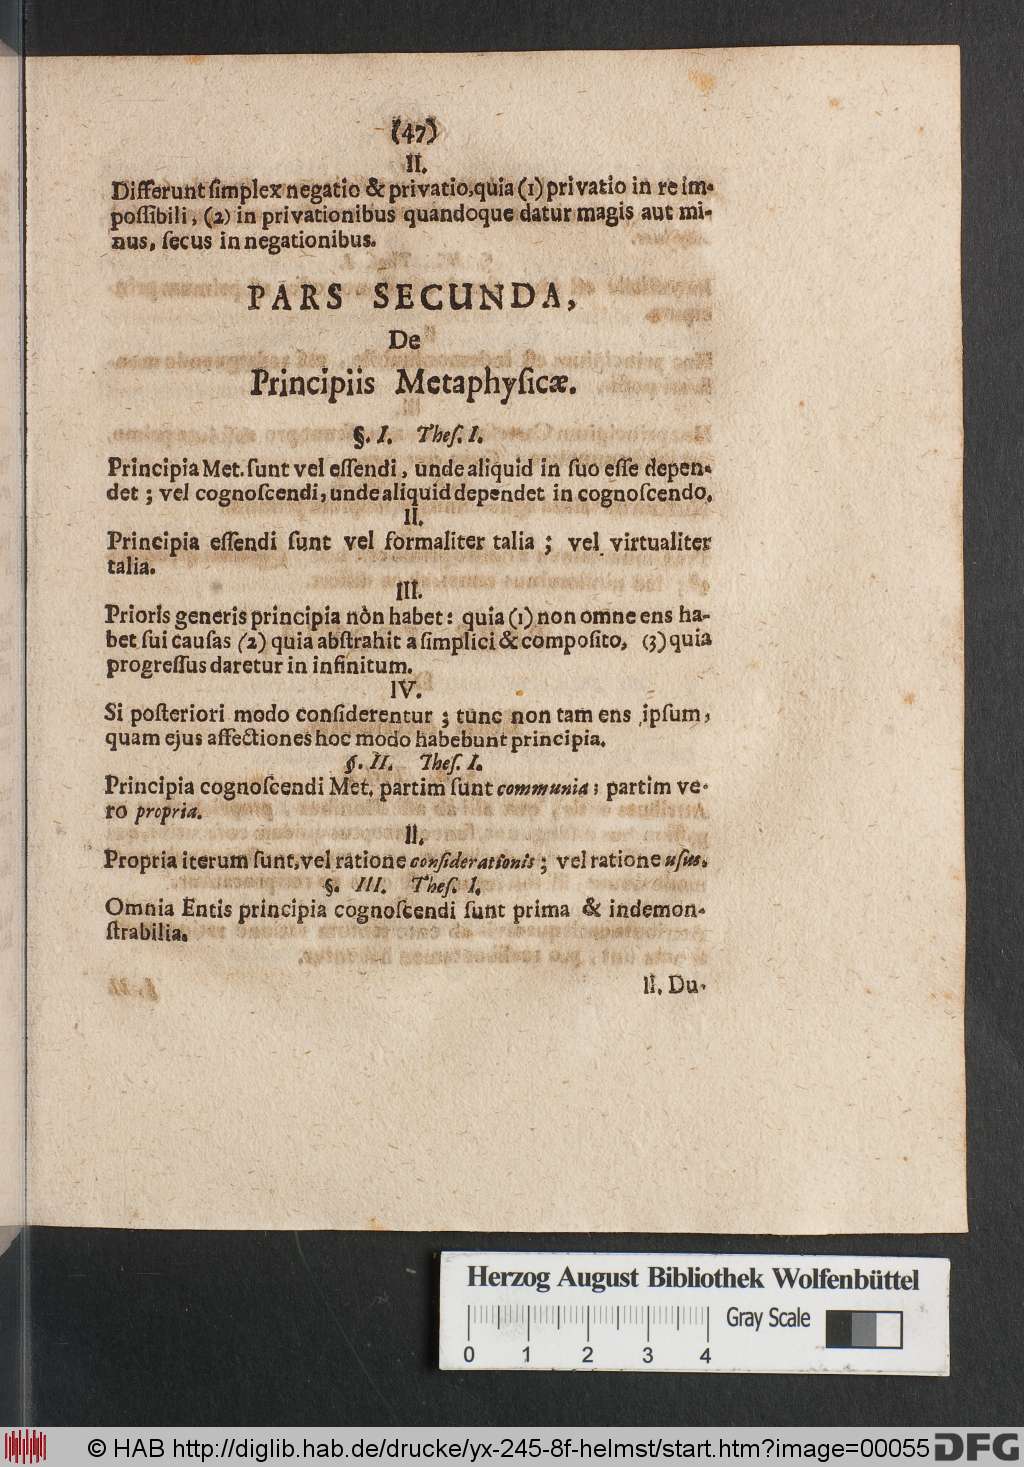 (47)
II.
Differunt ſimplex negatio & privatio, quia (1) privatio in re im-
poſſibili, (2) in privationibus quandoque datur magis aut mi-
nus, ſecus in negationibus.
PARS SECUNDA,
De
Principiis Metaphyſicæ.
§. I. Theſ. I.
Principia Met. ſunt vel eſſendi, unde aliquid in ſuo eſſe depen-
det; vel cognoſcendi, unde aliquid dependet in cognoſcendo.
II.
Principia eſſendi ſunt vel formaliter talia; vel virtualiter
talia.
III.
Prioris generis principia nòn habet: quia (1) non omne ens ha-
bet ſui cauſas (2) quia abſtrahit a ſimplici & compoſito, (3) quia
progreſſus daretur in infinitum.
IV.
Si poſteriori modo conſiderentur; tunc non tam ens ipſum,
quam ejus affectiones hoc modo habebunt principia.
§. II. Theſ. I.
Principia cognoſcendi Met. partim ſunt communia; partim ve-
ro propria.
II.
Propria iterum ſunt, vel ratione conſiderationis; vel ratione uſus.
§. III. Theſ. I.
Omnia Entis principia cognoſcendi ſunt prima & indemon-
ſtrabilia.
II. Du-
Herzog August Bibliothek Wolfenbüttel
Gray Scale
0 1 2 3 4
© HAB http://diglib.hab.de/drucke/yx-245-8f-helmst/start.htm?image=00055
DFG